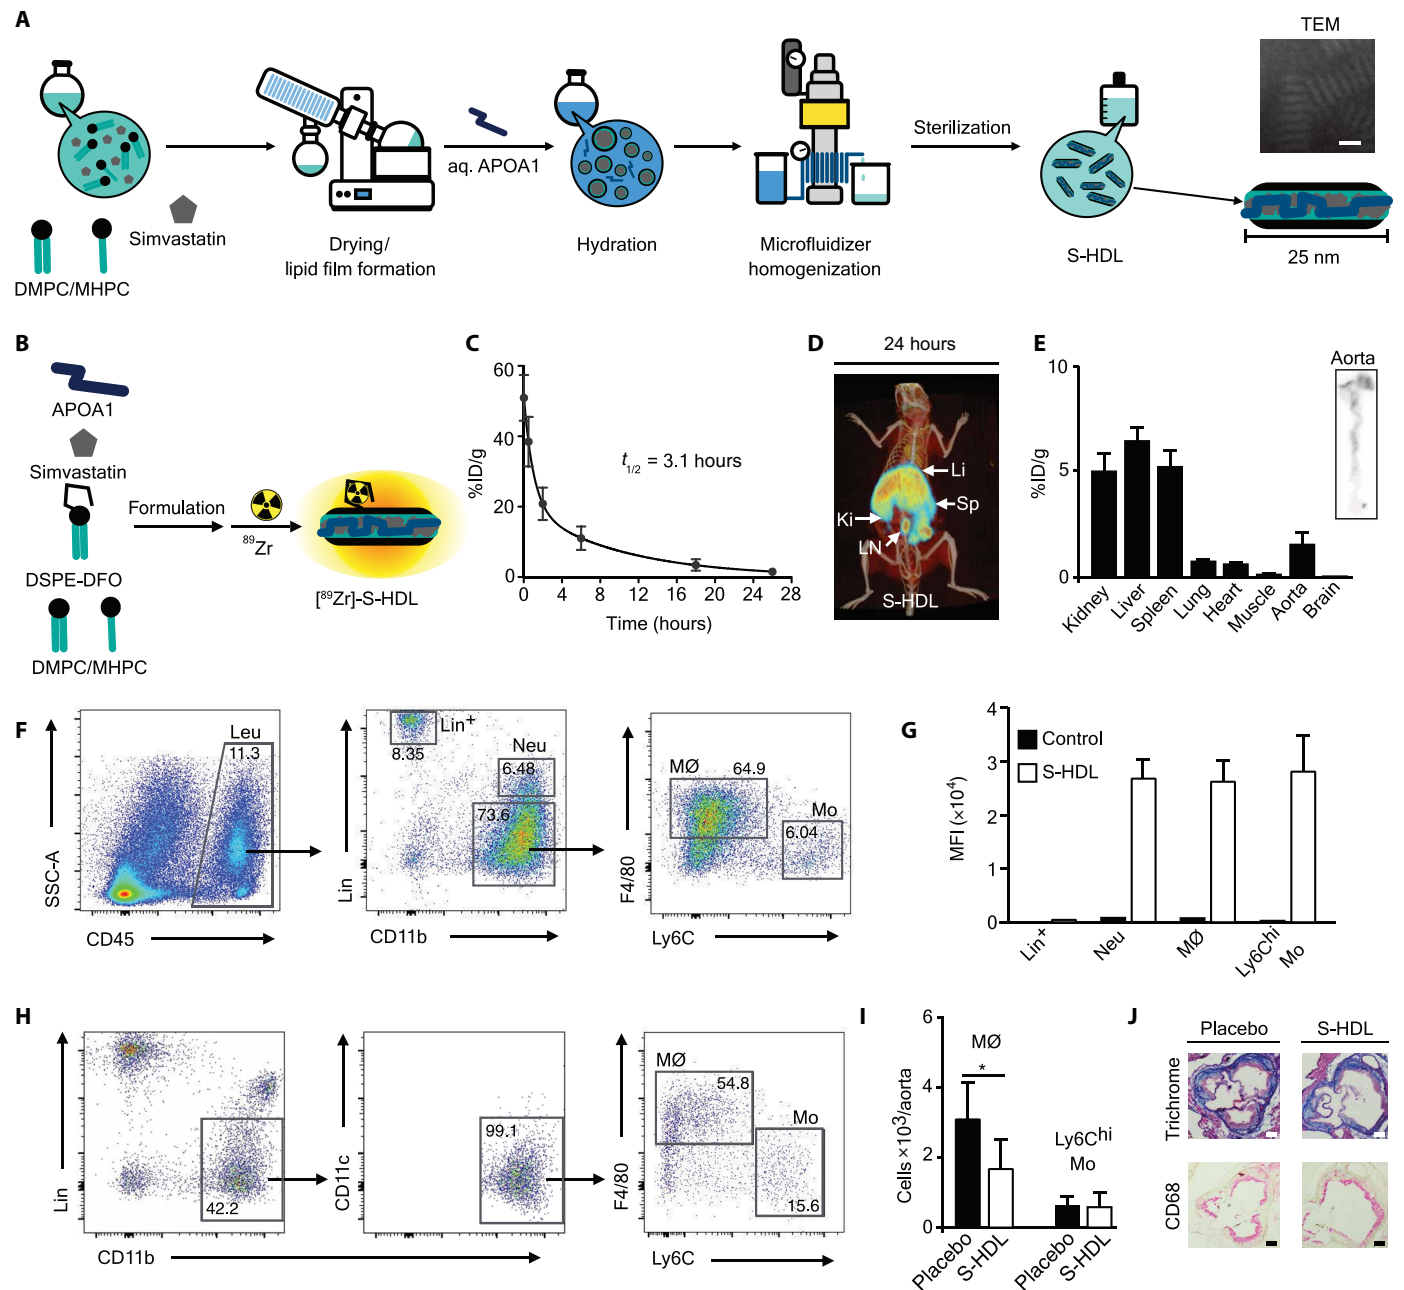 A
TEM
Sterilization
aq. APOA1
Simvastatin
DMPC/MHPC
Drying/
lipid film formation
Hydration
Microfluidizer
homogenization
S-HDL
25 nm
B
APOA1
Simvastatin
DSPE-DFO
DMPC/MHPC
Formulation
⁸⁹Zr
[⁸⁹Zr]-S-HDL
C
%ID/g
60
40
20
0
t1/2 = 3.1 hours
0 4 8 12 16 20 24 28
Time (hours)
D
24 hours
Li
Sp
Ki
LN
S-HDL
E
Aorta
%ID/g
10
5
0
Kidney
Liver
Spleen
Lung
Heart
Muscle
Aorta
Brain
F
Leu
11.3
SSC-A
CD45
Lin+
8.35
Neu
6.48
73.6
Lin
CD11b
MØ
64.9
Mo
6.04
F4/80
Ly6C
G
Control
S-HDL
MFI (×10⁴)
4
3
2
1
0
Lin+
Neu
MØ
Ly6Chi
Mo
H
Lin
42.2
CD11b
CD11c
99.1
MØ
54.8
Mo
15.6
F4/80
Ly6C
I
Cells ×10³/aorta
6
4
2
0
MØ
*
Ly6Chi
Mo
Placebo
S-HDL
Placebo
S-HDL
J
Placebo
S-HDL
Trichrome
CD68